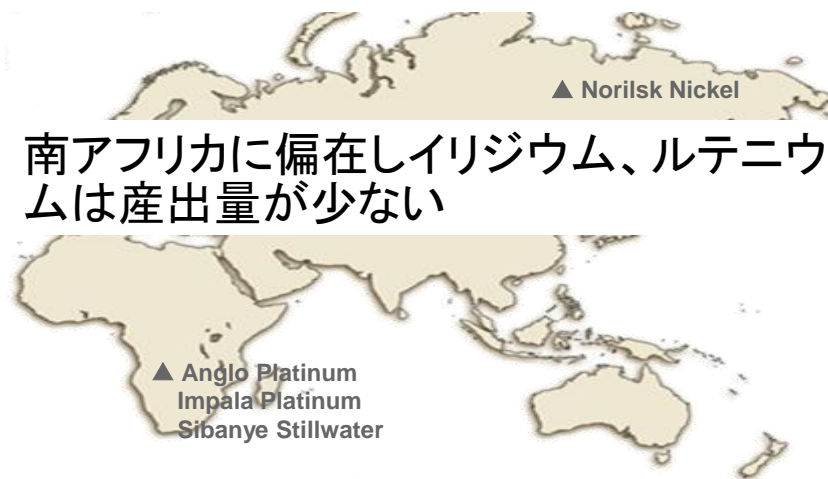 ▲ Norilsk Nickel
南アフリカに偏在しイリジウム、ルテニウ
ムは産出量が少ない
▲ Anglo Platinum
Impala Platinum
Sibanye Stillwater